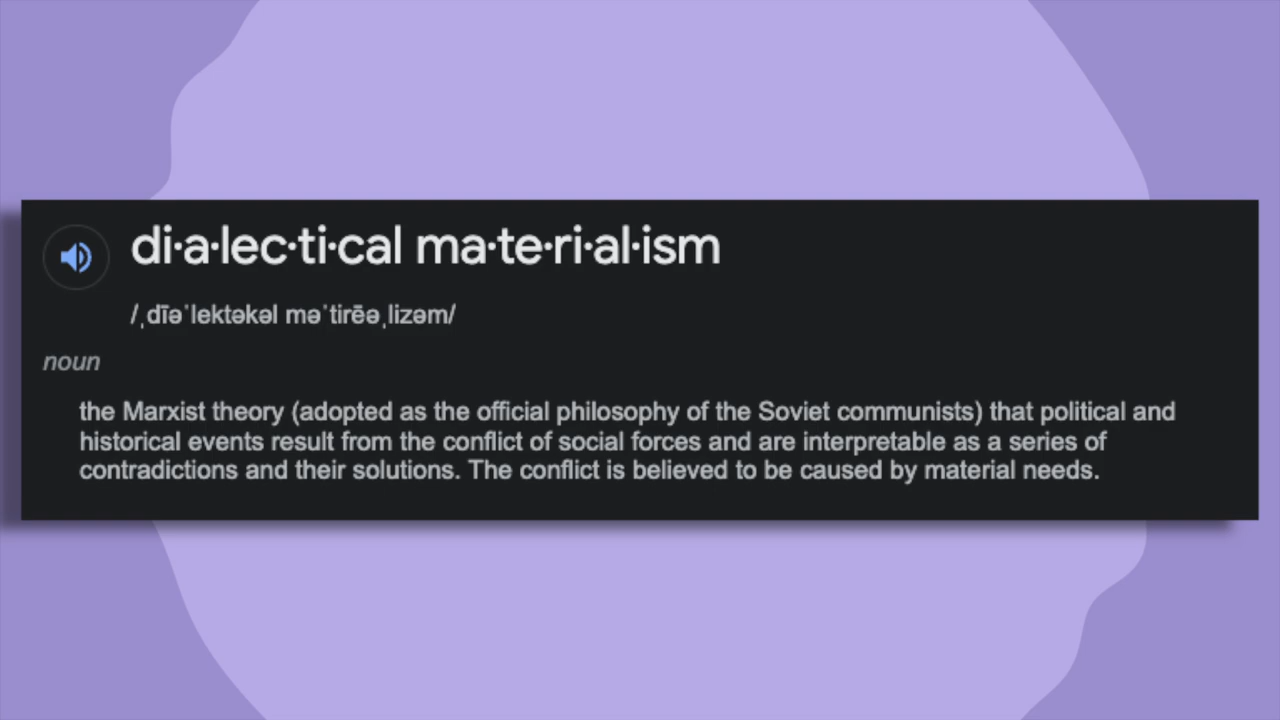 di·a·lec·ti·cal ma·te·ri·al·ism
/ˌdīəˈlektəkəl məˈtirēəˌlizəm/
noun
the Marxist theory (adopted as the official philosophy of the Soviet communists) that political and
historical events result from the conflict of social forces and are interpretable as a series of
contradictions and their solutions. The conflict is believed to be caused by material needs.